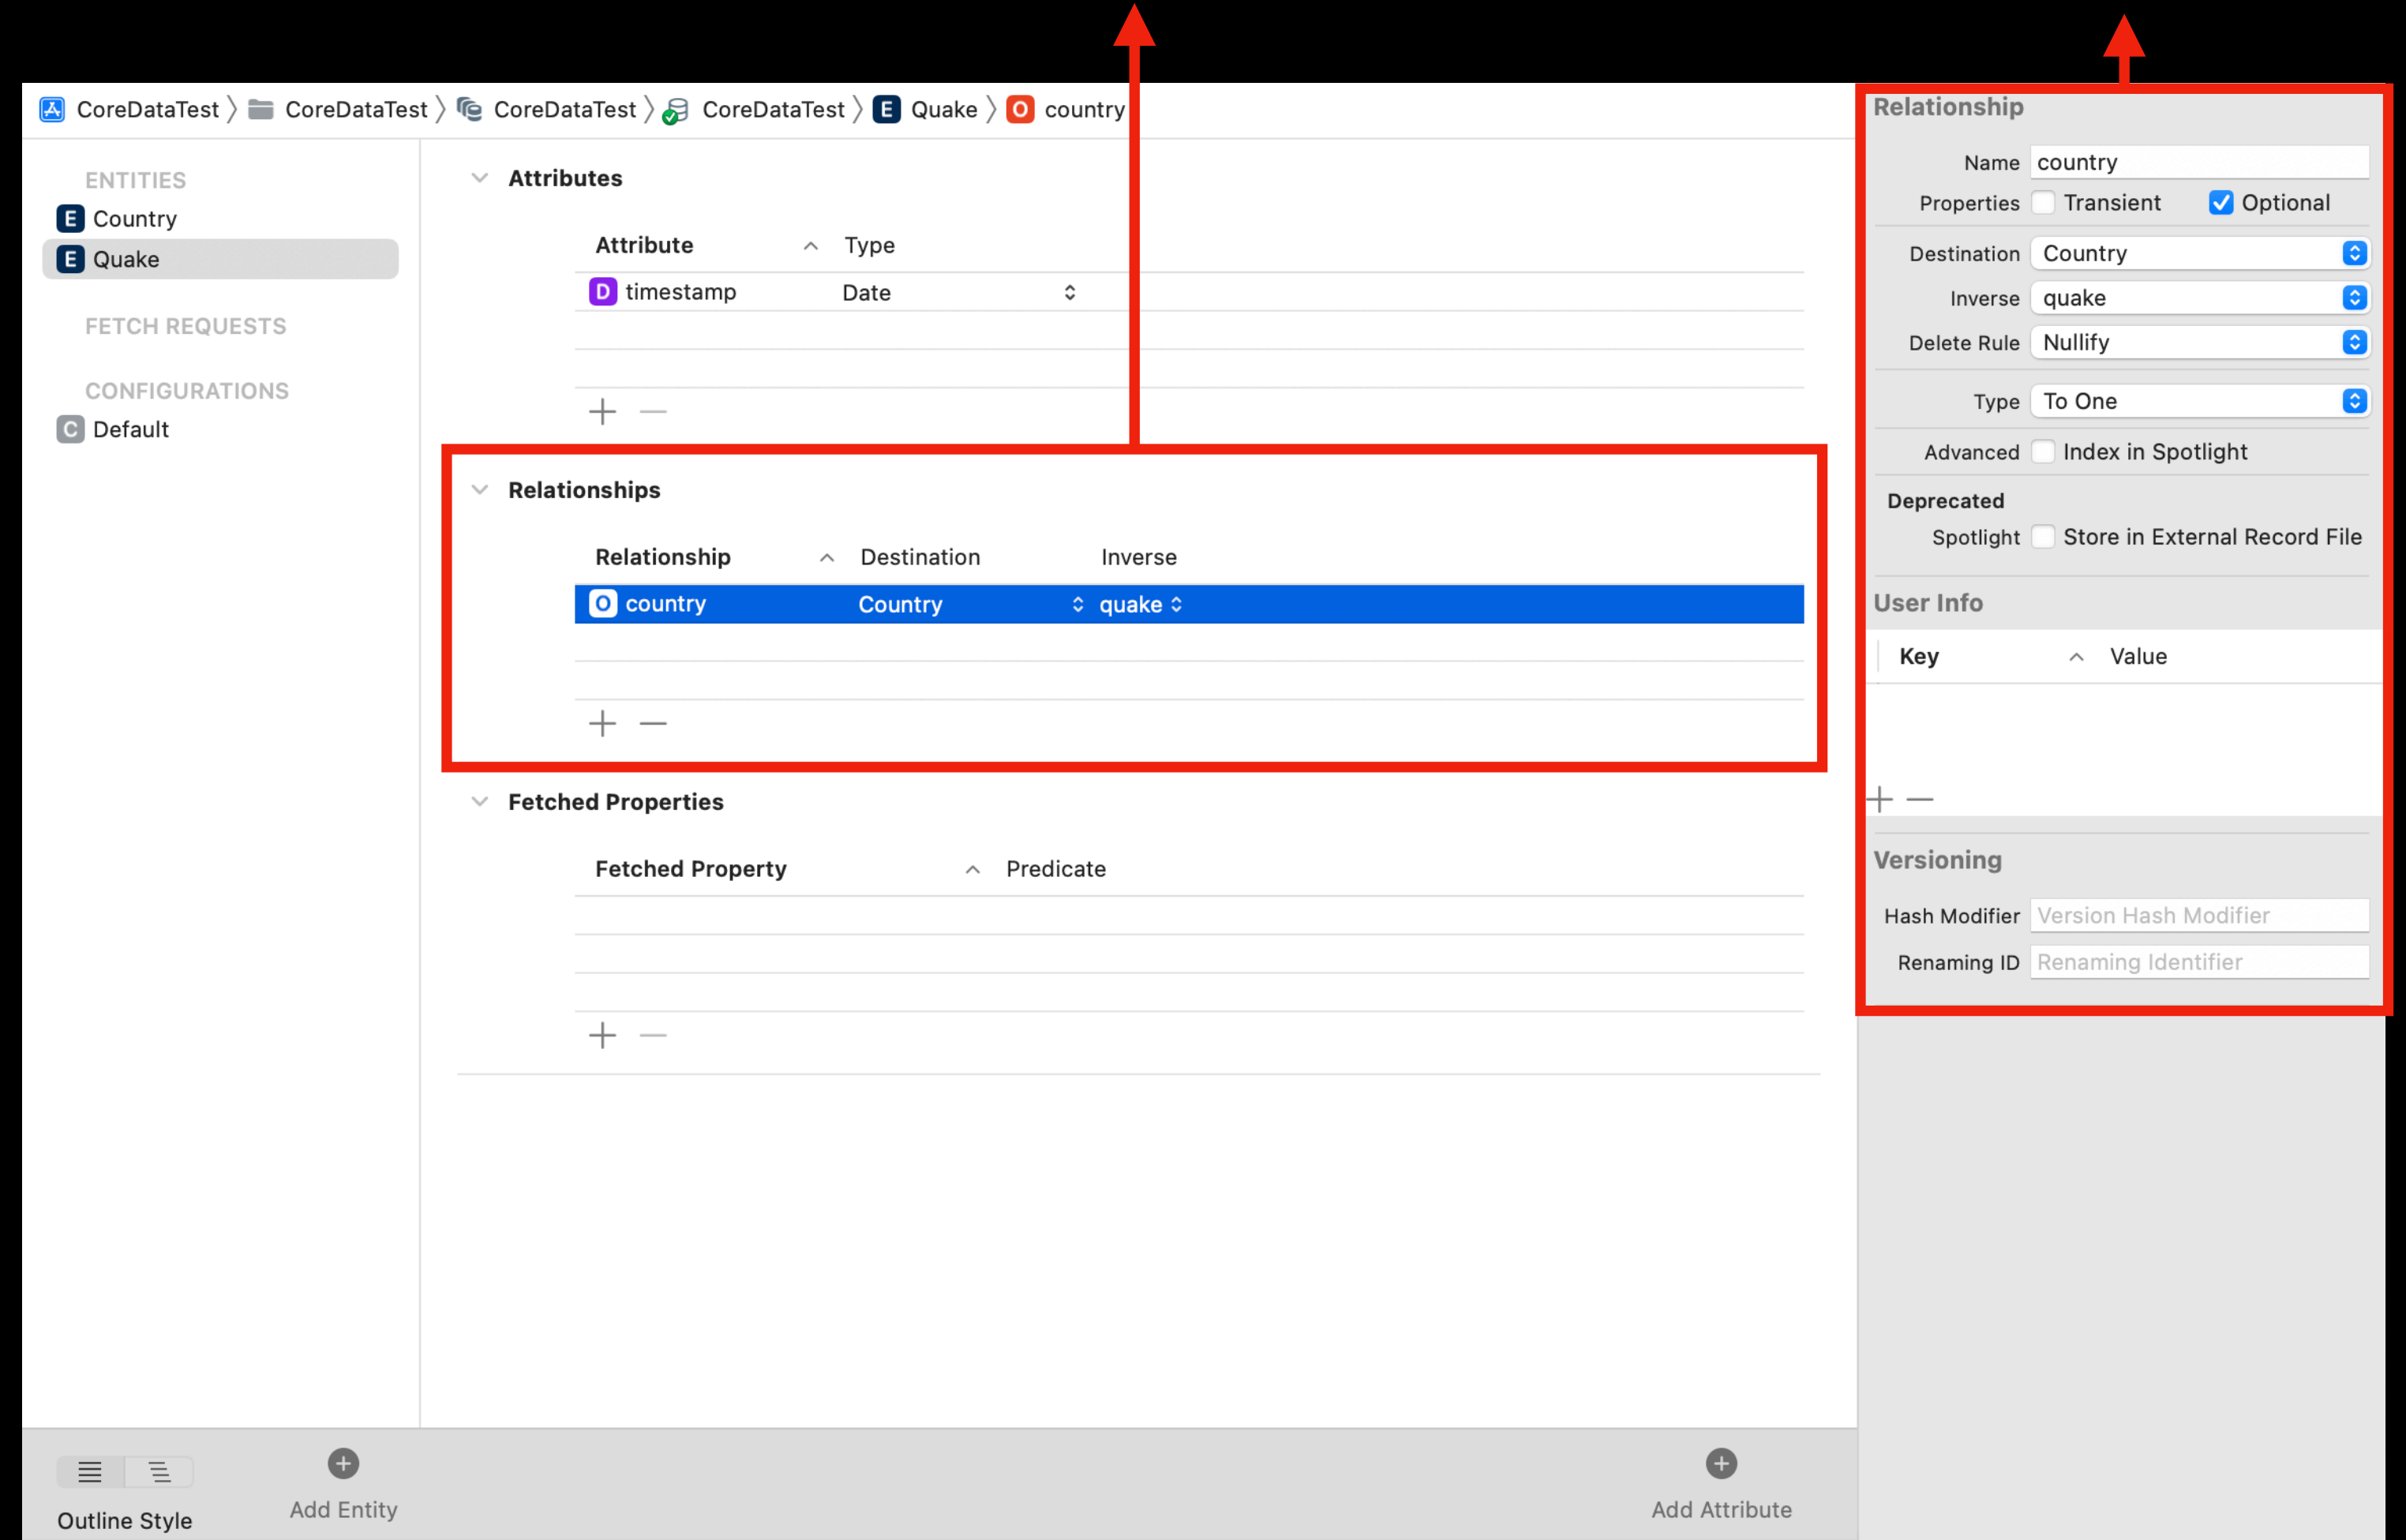 CoreDataTest CoreDataTest CoreDataTest CoreDataTest E Quake O country
ENTITIES
E Country
E Quake
FETCH REQUESTS
CONFIGURATIONS
C Default
Attributes
Attribute Type
D timestamp Date
Relationships
Relationship Destination Inverse
O country Country quake
Fetched Properties
Fetched Property Predicate
Outline Style
Add Entity
Add Attribute
Relationship
Name country
Properties Transient Optional
Destination Country
Inverse quake
Delete Rule Nullify
Type To One
Advanced Index in Spotlight
Deprecated
Spotlight Store in External Record File
User Info
Key Value
Versioning
Hash Modifier Version Hash Modifier
Renaming ID Renaming Identifier